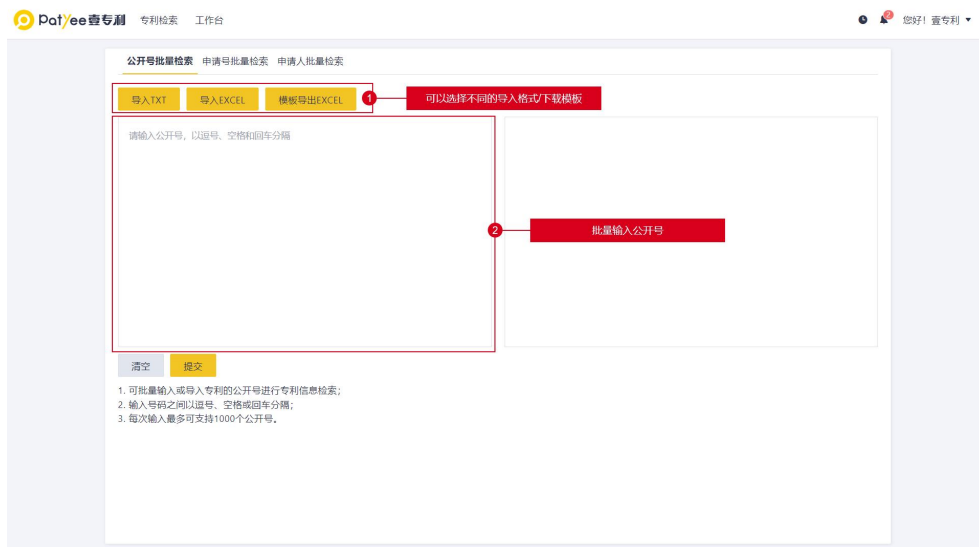 Patyee壹专利 专利检索 工作台 2 您好！壹专利
公开号批量检索 申请号批量检索 申请人批量检索
导入TXT 导入EXCEL 模板导出EXCEL 1 可以选择不同的导入格式/下载模板
请输入公开号，以逗号、空格和回车分隔
2 批量输入公开号
清空 提交
1. 可批量输入或导入专利的公开号进行专利信息检索；
2. 输入号码之间以逗号、空格或回车分隔；
3. 每次输入最多可支持1000个公开号。